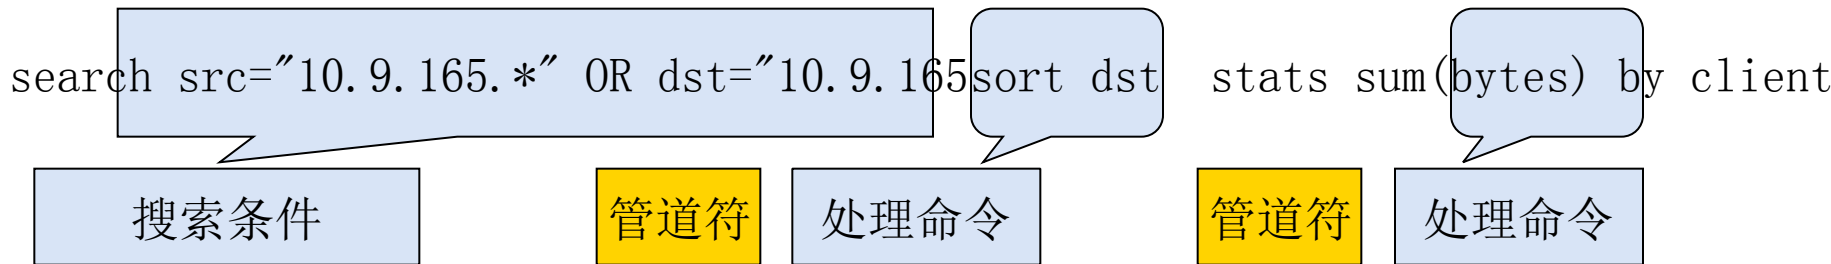 search src="10.9.165.*" OR dst="10.9.165
sort dst
stats sum(bytes) by client
搜索条件
管道符
处理命令
管道符
处理命令